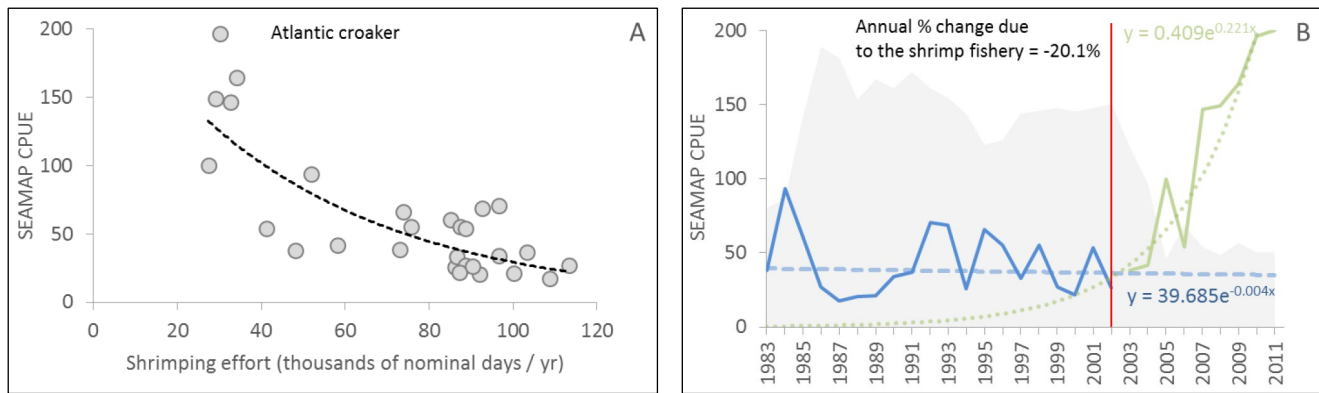 Atlantic croaker
A
SEAMAP CPUE
200
150
100
50
0
0 20 40 60 80 100 120
Shrimping effort (thousands of nominal days / yr)
B
Annual % change due
to the shrimp fishery = -20.1%
y = 0.409e^0.221x
SEAMAP CPUE
200
150
100
50
0
y = 39.685e^-0.004x
1983 1985 1987 1989 1991 1993 1995 1997 1999 2001 2003 2005 2007 2009 2011